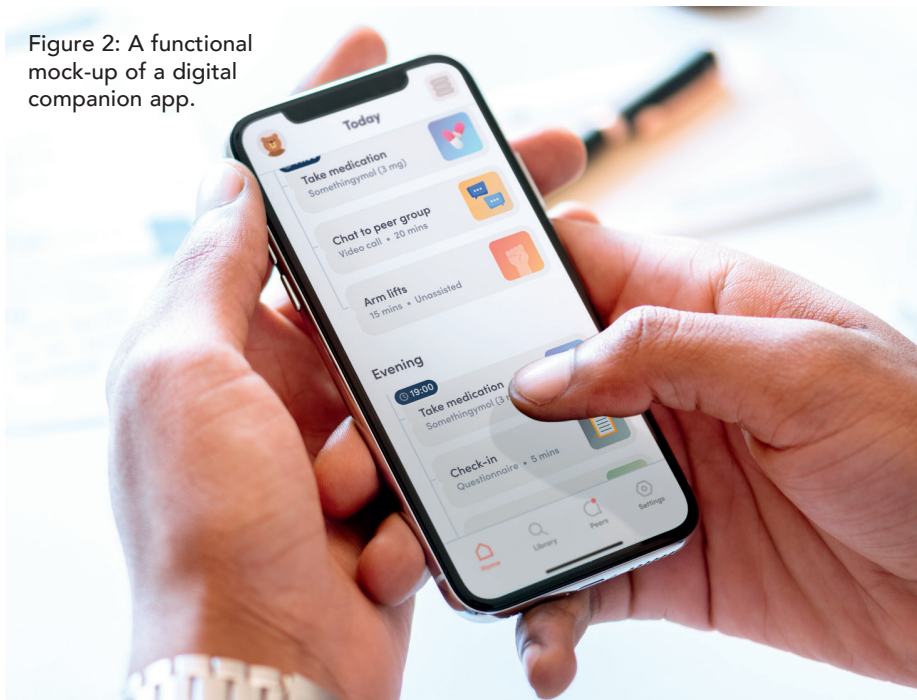 Figure 2: A functional
mock-up of a digital
companion app.
Today
Take medication
Somethingymol (3 mg)
Chat to peer group
Video call • 20 mins
Arm lifts
15 mins • Unassisted
Evening
19:00
Take medication
Somethingymol (3
Check-in
Questionnaire • 5 mins
Home
Library
Peers
Settings